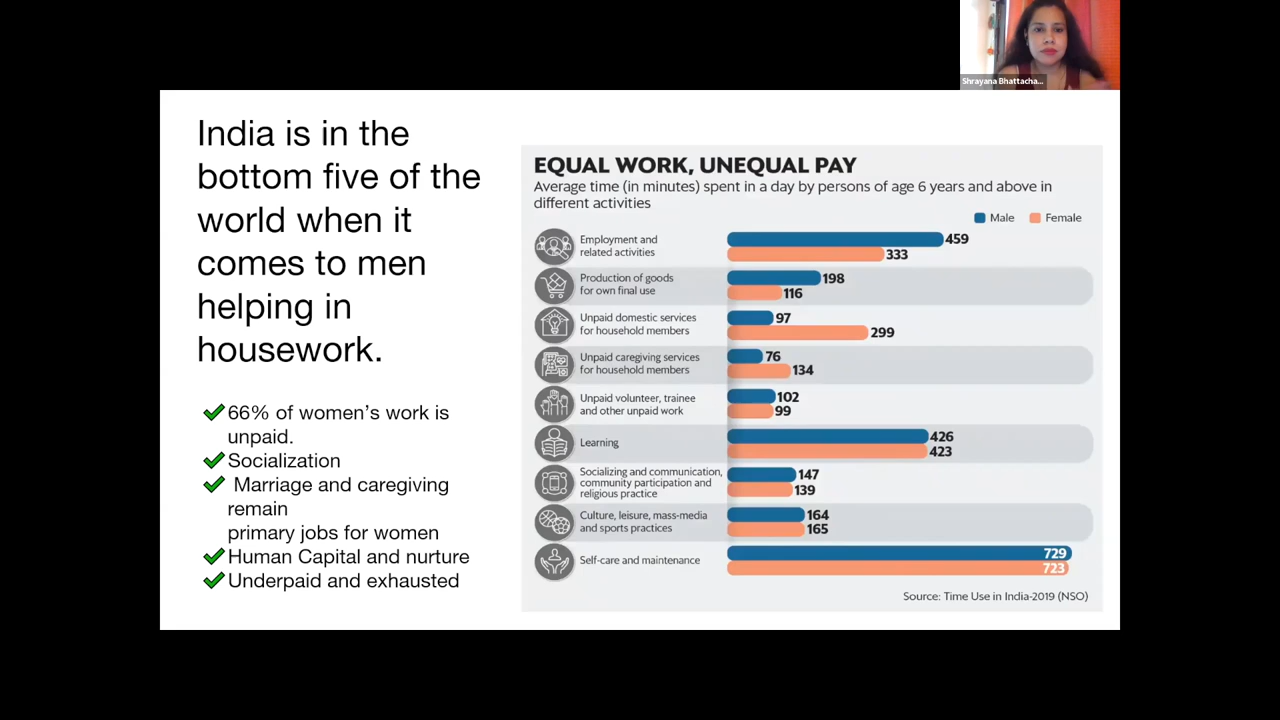 Shrayana Bhattacha...
India is in the
bottom five of the
world when it
comes to men
helping in
housework.
66% of women's work is
unpaid.
Socialization
Marriage and caregiving
remain
primary jobs for women
Human Capital and nurture
Underpaid and exhausted
EQUAL WORK, UNEQUAL PAY
Average time (in minutes) spent in a day by persons of age 6 years and above in
different activities
Male Female
Employment and
related activities
459
333
Production of goods
for own final use
198
116
Unpaid domestic services
for household members
97
299
Unpaid caregiving services
for household members
76
134
Unpaid volunteer, trainee
and other unpaid work
102
99
Learning
426
423
Socializing and communication,
community participation and
religious practice
147
139
Culture, leisure, mass-media
and sports practices
164
165
Self-care and maintenance
729
723
Source: Time Use in India-2019 (NSO)